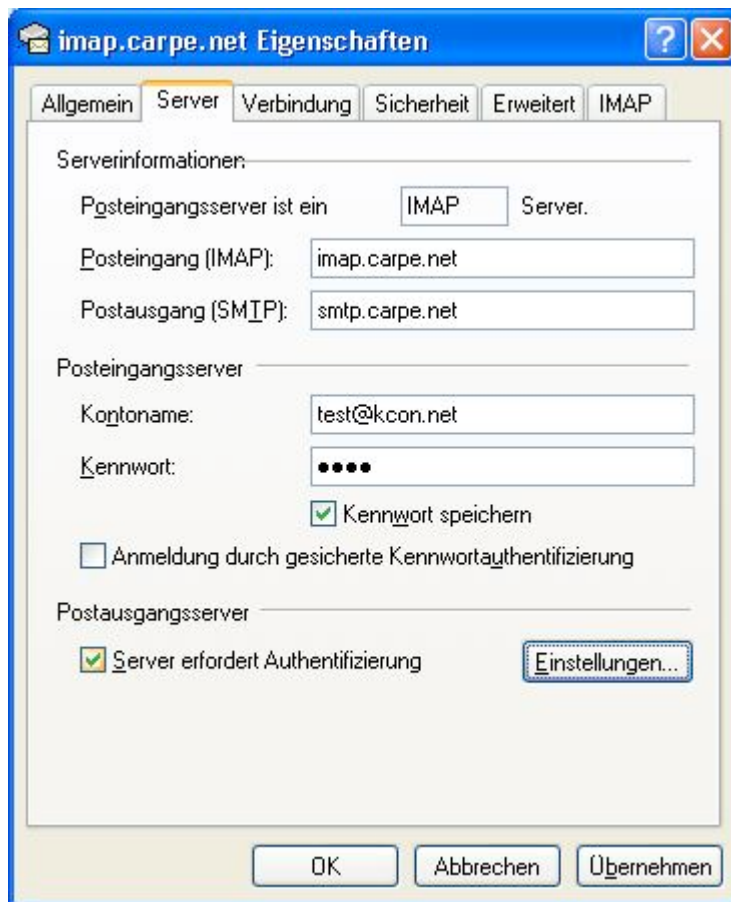 imap.carpe.net Eigenschaften
Allgemein Server Verbindung Sicherheit Erweitert IMAP
Serverinformationen
Posteingangsserver ist ein IMAP Server.
Posteingang (IMAP): imap.carpe.net
Postausgang (SMTP): smtp.carpe.net
Posteingangsserver
Kontoname: test@kcon.net
Kennwort: ●●●●
Kennwort speichern
Anmeldung durch gesicherte Kennwortauthentifizierung
Postausgangsserver
Server erfordert Authentifizierung Einstellungen...
OK Abbrechen Übernehmen